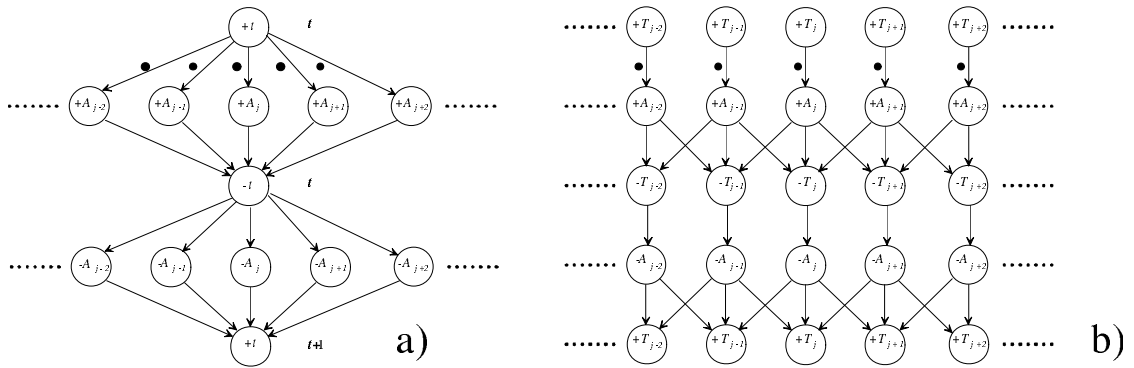 +t t
+A j-2 +A j-1 +A j +A j+1 +A j+2
-t t
-A j-2 -A j-1 -A j -A j+1 -A j+2
+t t+1
a)
+T j-2 +T j-1 +T j +T j+1 +T j+2
+A j-2 +A j-1 +A j +A j+1 +A j+2
-T j-2 -T j-1 -T j -T j+1 -T j+2
-A j-2 -A j-1 -A j -A j+1 -A j+2
+T j-2 +T j-1 +T j +T j+1 +T j+2
b)